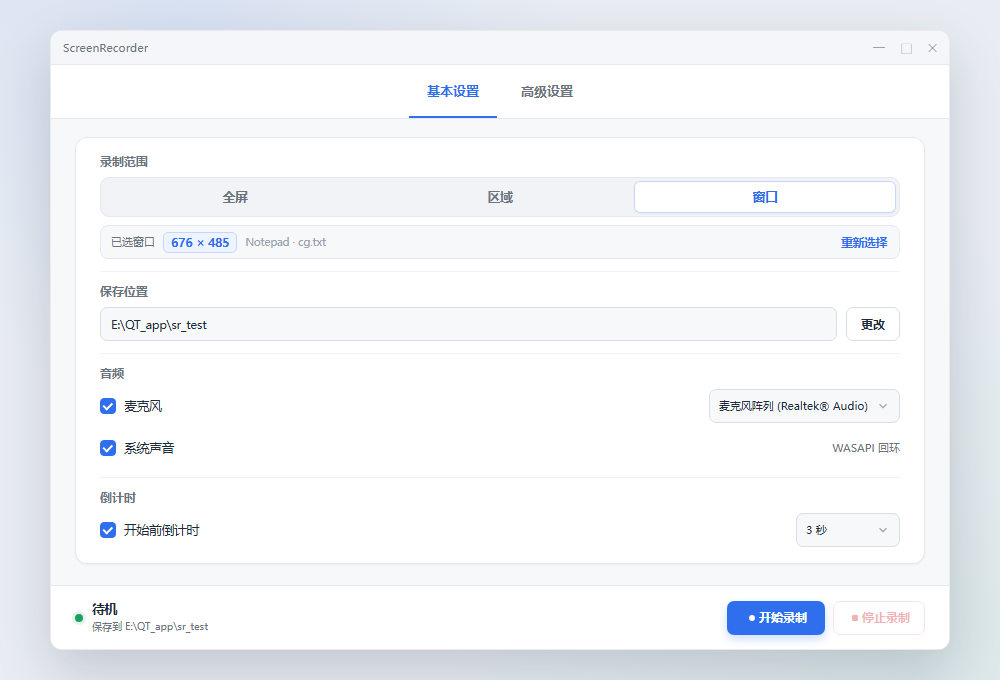 ScreenRecorder
基本设置 高级设置
录制范围
全屏 区域 窗口
已选窗口 676 × 485 Notepad · cg.txt 重新选择
保存位置
E:\QT_app\sr_test 更改
音频
麦克风 麦克风阵列 (Realtek® Audio)
系统声音 WASAPI 回环
倒计时
开始前倒计时 3 秒
待机
保存到 E:\QT_app\sr_test
开始录制 停止录制